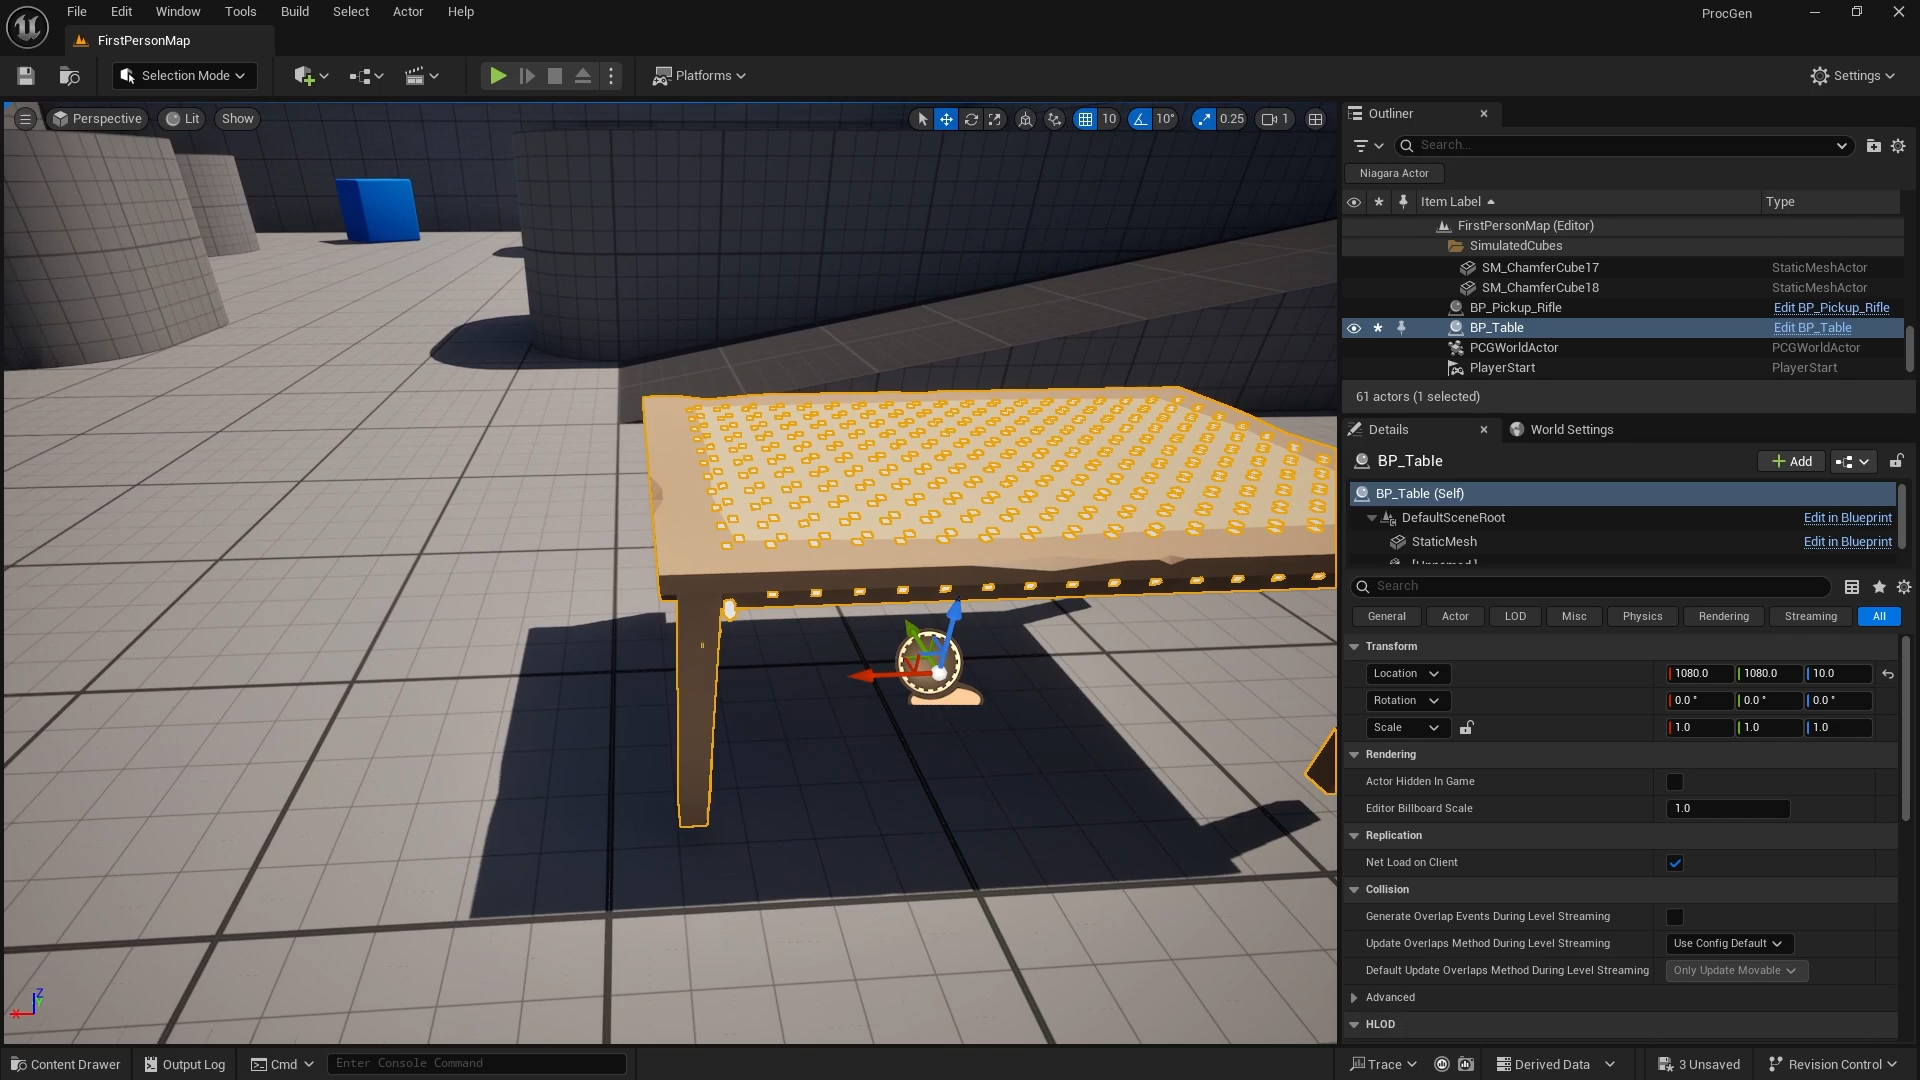 File Edit Window Tools Build Select Actor Help
ProcGen
FirstPersonMap
Selection Mode
Platforms
Settings
Perspective Lit Show
10 10° 0.25 1
Outliner
Search...
Niagara Actor
Item Label Type
FirstPersonMap (Editor)
SimulatedCubes
SM_ChamferCube17 StaticMeshActor
SM_ChamferCube18 StaticMeshActor
BP_Pickup_Rifle Edit BP_Pickup_Rifle
BP_Table Edit BP_Table
PCGWorldActor PCGWorldActor
PlayerStart PlayerStart
61 actors (1 selected)
Details World Settings
BP_Table Add
BP_Table (Self)
DefaultSceneRoot Edit in Blueprint
StaticMesh Edit in Blueprint
Search
General Actor LOD Misc Physics Rendering Streaming All
Transform
Location 1080.0 1080.0 10.0
Rotation 0.0° 0.0° 0.0°
Scale 1.0 1.0 1.0
Rendering
Actor Hidden In Game
Editor Billboard Scale 1.0
Replication
Net Load on Client
Collision
Generate Overlap Events During Level Streaming
Update Overlaps Method During Level Streaming Use Config Default
Default Update Overlaps Method During Level Streaming Only Update Movable
Advanced
HLOD
Z
X
Content Drawer Output Log Cmd Enter Console Command Trace Derived Data 3 Unsaved Revision Control